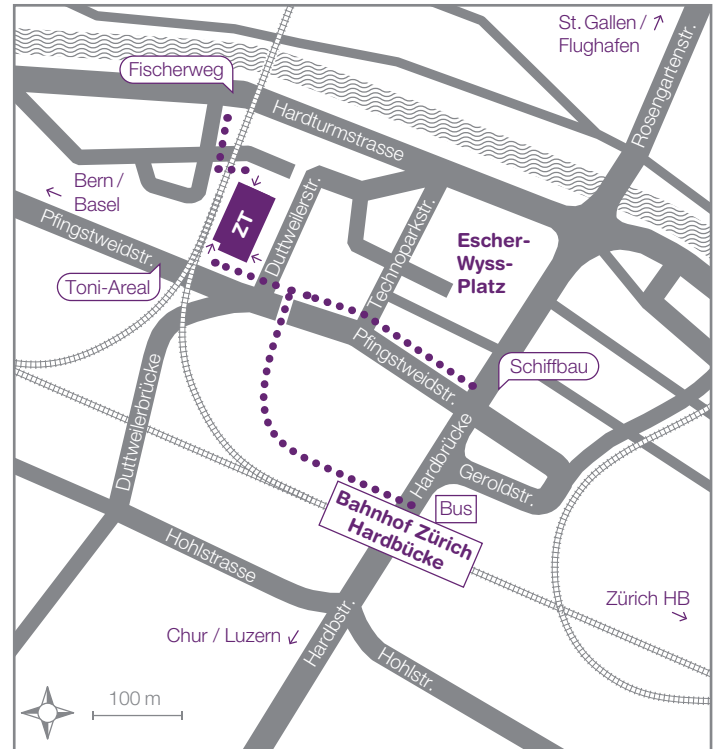 St. Gallen /
Flughafen
Fischerweg
Rosengartenstr.
Hardturmstrasse
Bern /
Basel
ZT
Duttweilerstr.
Pfingstweidstr.
Technoparkstr.
Escher-
Wyss-
Platz
Toni-Areal
Pfingstweidstr.
Schiffbau
Duttweilerbrücke
Hardbrücke
Geroldstr.
Bus
Bahnhof Zürich
Hardbücke
Hohlstrasse
Zürich HB
Chur / Luzern
Hardbstr.
Hohlstr.
100 m